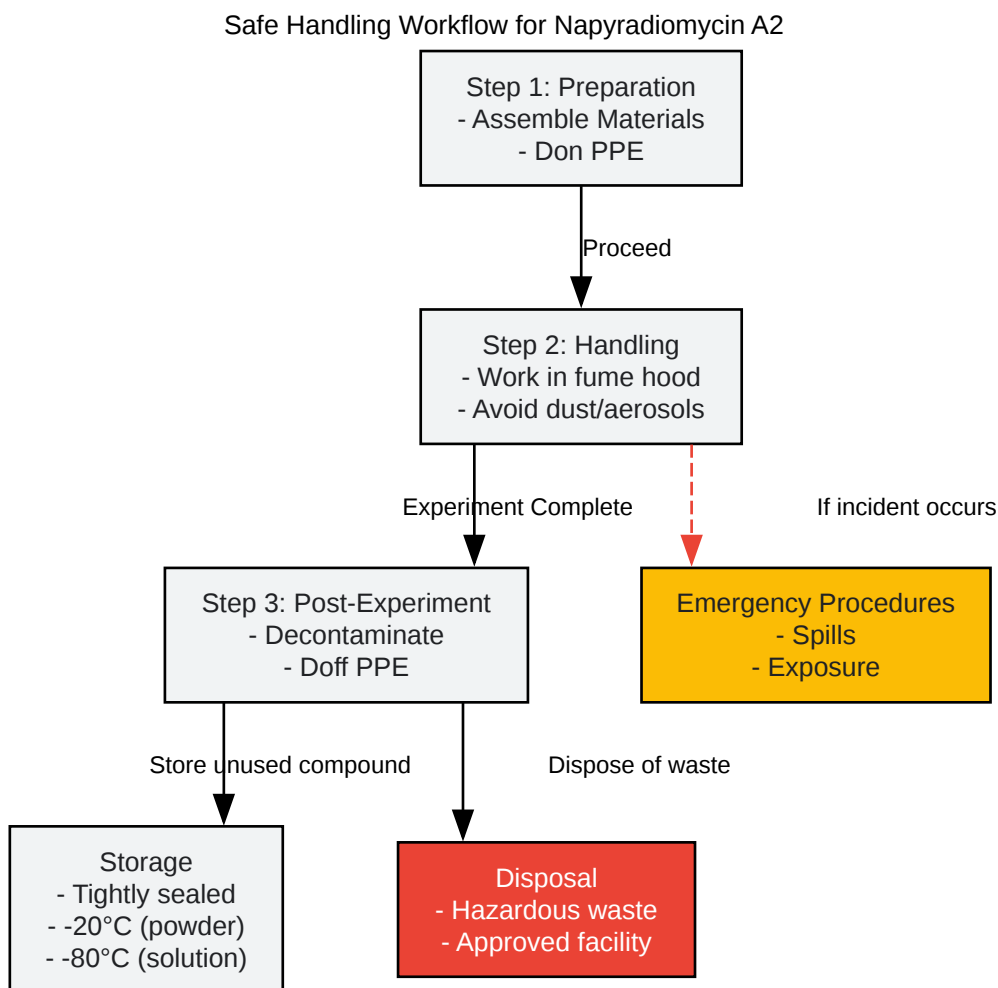 Safe Handling Workflow for Napyradiomycin A2
Step 1: Preparation
- Assemble Materials
- Don PPE
Proceed
Step 2: Handling
- Work in fume hood
- Avoid dust/aerosols
Experiment Complete
If incident occurs
Step 3: Post-Experiment
- Decontaminate
- Doff PPE
Emergency Procedures
- Spills
- Exposure
Store unused compound
Dispose of waste
Storage
- Tightly sealed
- -20°C (powder)
- -80°C (solution)
Disposal
- Hazardous waste
- Approved facility